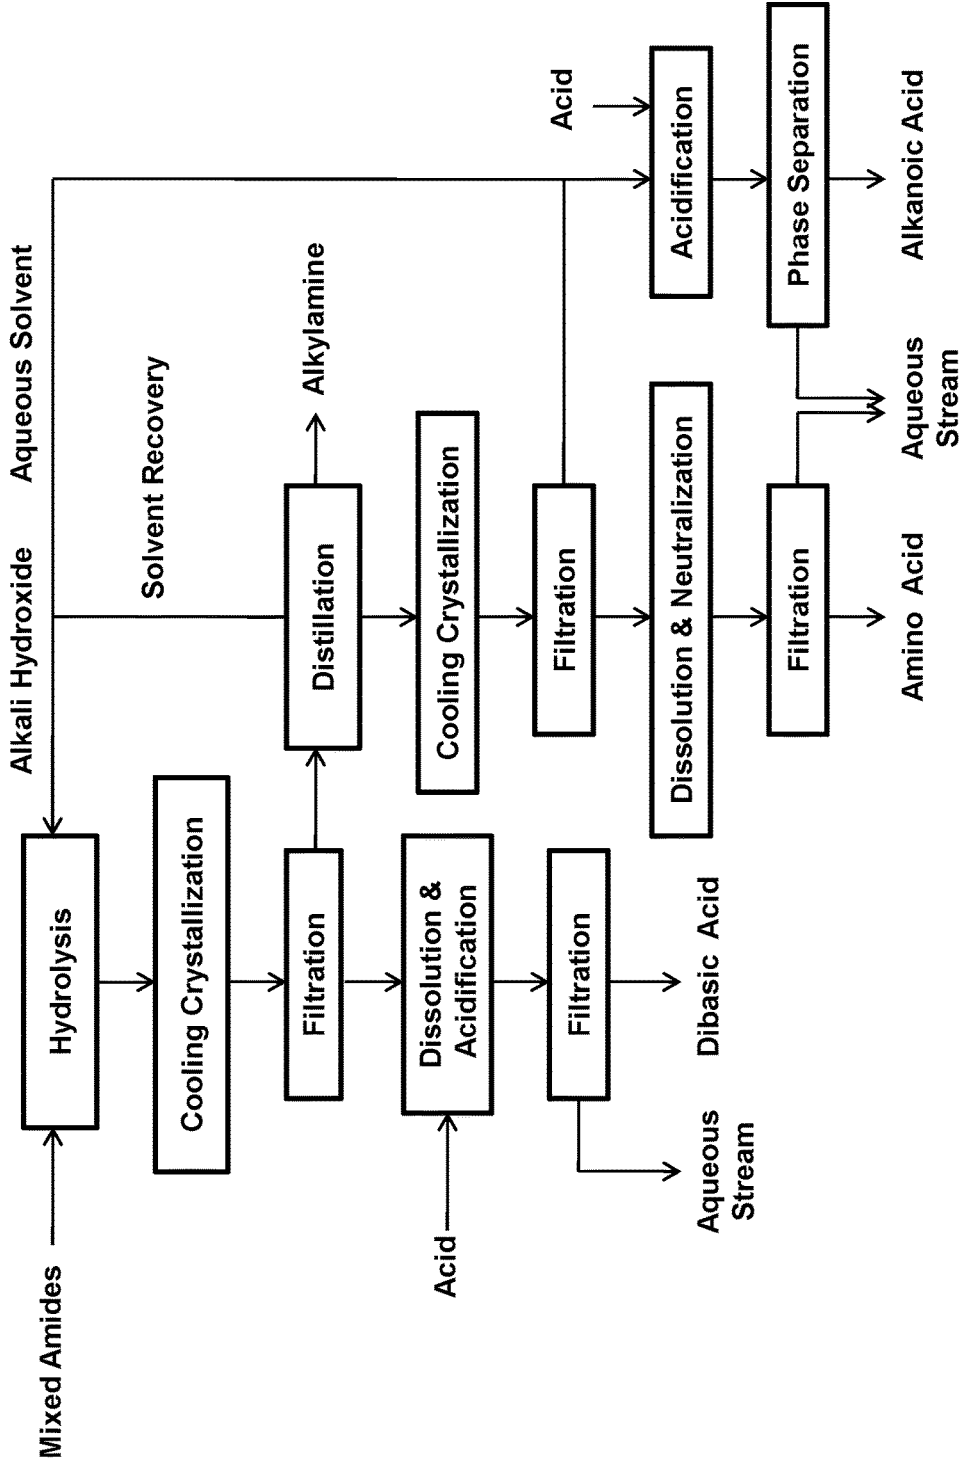 Mixed Amides
Hydrolysis
Alkali Hydroxide
Aqueous Solvent
Cooling Crystallization
Solvent Recovery
Filtration
Distillation
Alkylamine
Acid
Dissolution &
Acidification
Cooling Crystallization
Filtration
Filtration
Acid
Acidification
Dissolution & Neutralization
Aqueous
Stream
Dibasic Acid
Filtration
Phase Separation
Amino Acid
Aqueous
Stream
Alkanoic Acid